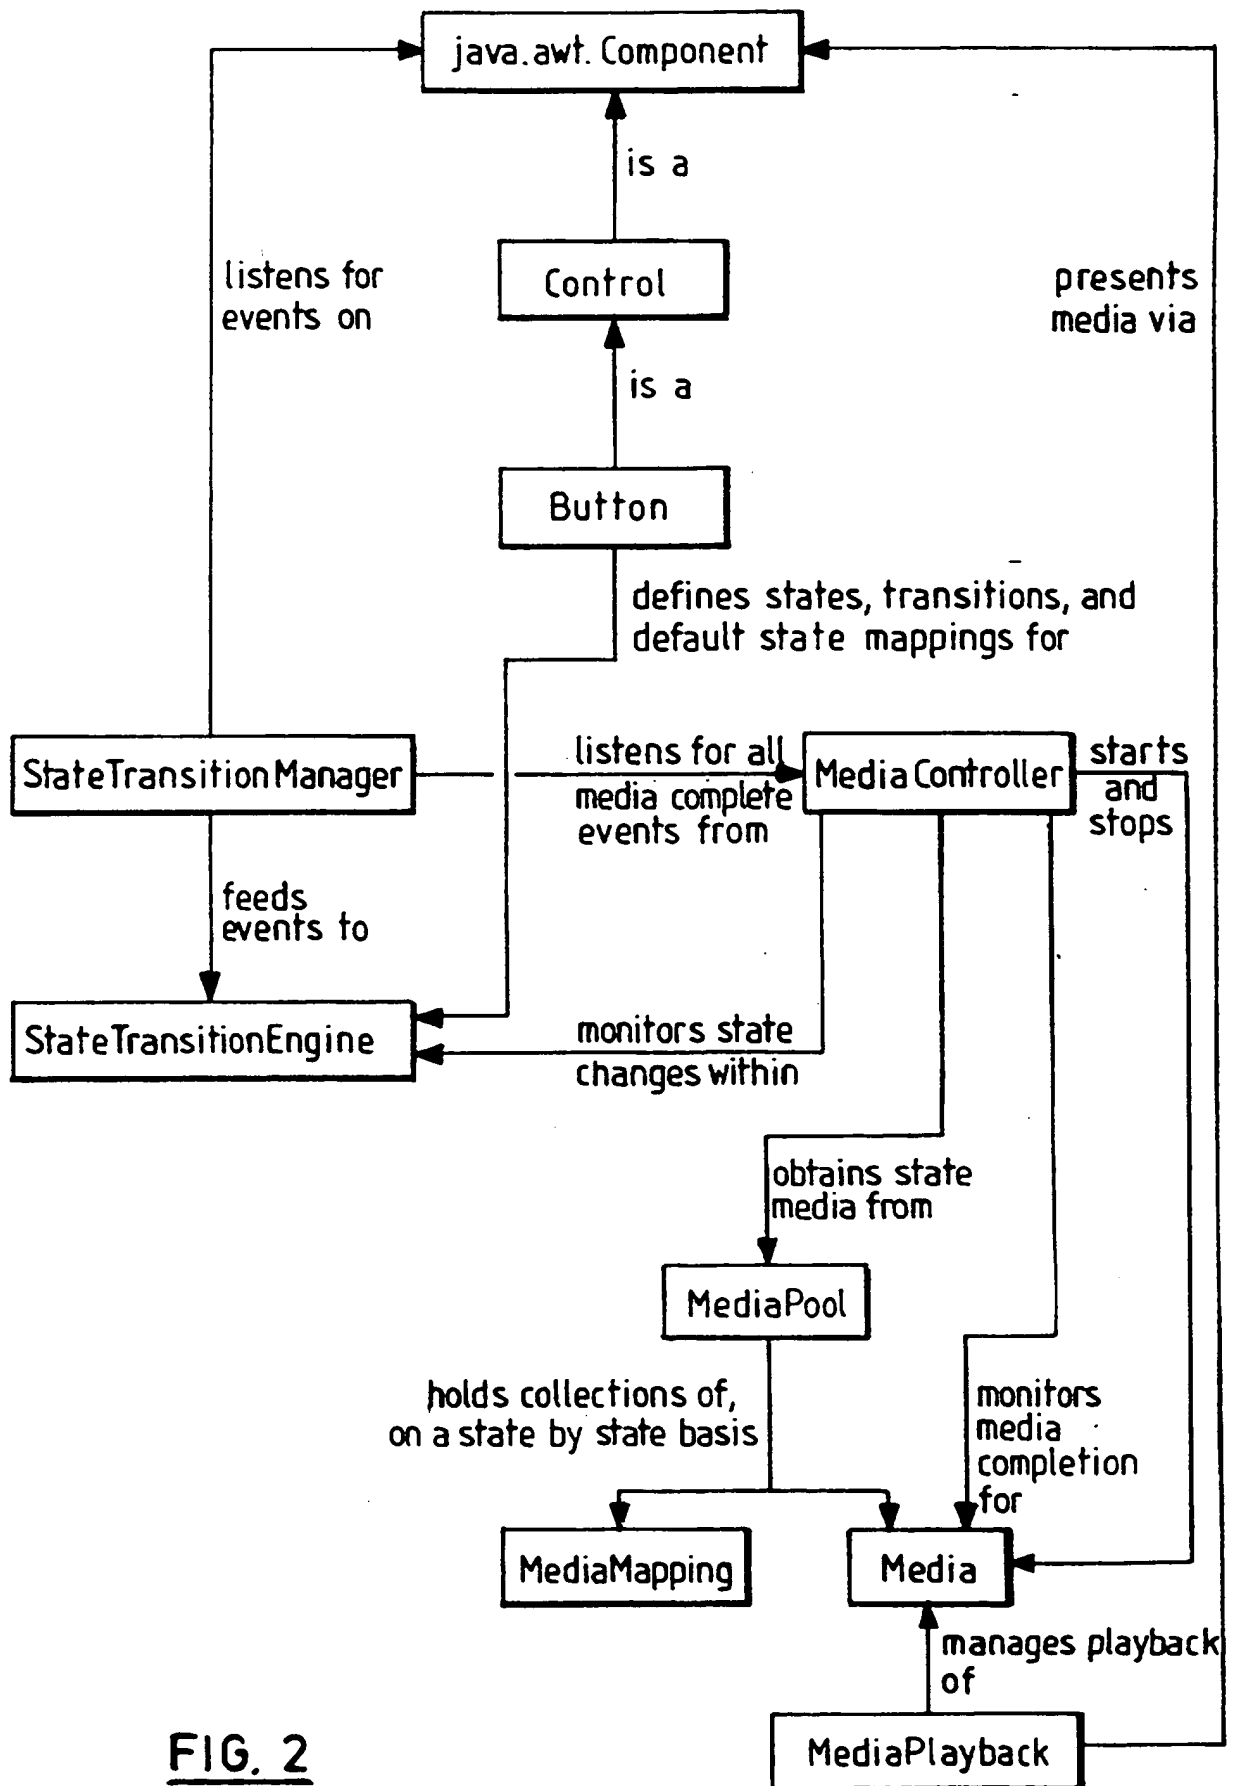 java.awt.Component
is a
listens for
events on
Control
presents
media via
is a
Button
defines states, transitions, and
default state mappings for
StateTransitionManager
listens for all
media complete
events from
MediaController
starts
and
stops
feeds
events to
StateTransitionEngine
monitors state
changes within
obtains state
media from
MediaPool
holds collections of,
on a state by state basis
monitors
media
completion
for
MediaMapping
Media
manages playback
of
MediaPlayback
FIG. 2